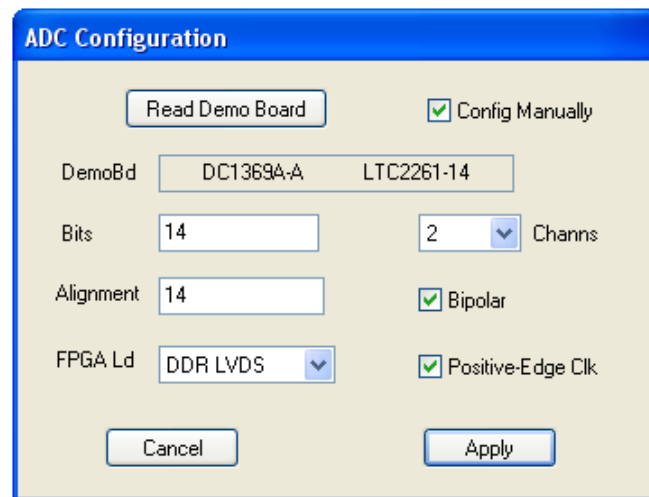 ADC Configuration
Read Demo Board Config Manually
DemoBd DC1369A-A LTC2261-14
Bits 14 2 Channs
Alignment 14 Bipolar
FPGA Ld DDR LVDS Positive-Edge Clk
Cancel Apply